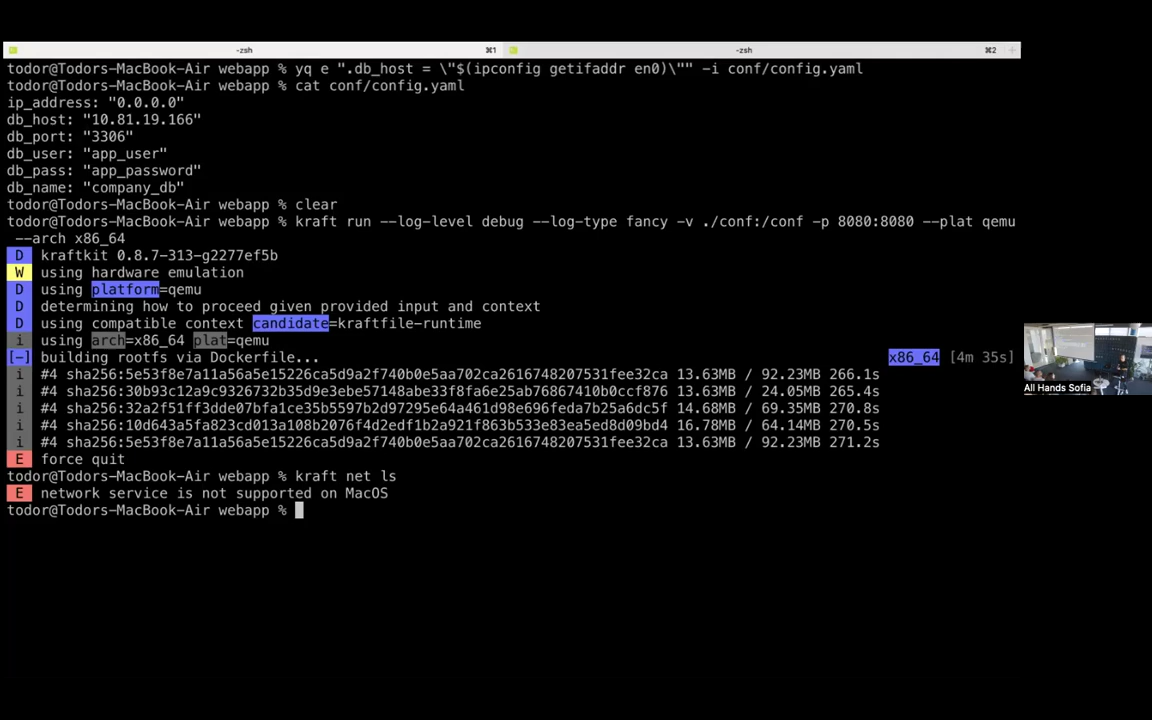 -zsh
⌘1
-zsh
⌘2
todor@Todors-MacBook-Air webapp % yq e ".db_host = \"$(ipconfig getifaddr en0)\"" -i conf/config.yaml
todor@Todors-MacBook-Air webapp % cat conf/config.yaml
ip_address: "0.0.0.0"
db_host: "10.81.19.166"
db_port: "3306"
db_user: "app_user"
db_pass: "app_password"
db_name: "company_db"
todor@Todors-MacBook-Air webapp % clear
todor@Todors-MacBook-Air webapp % kraft run --log-level debug --log-type fancy -v ./conf:/conf -p 8080:8080 --plat qemu
--arch x86_64
D kraftkit 0.8.7-313-g2277ef5b
W using hardware emulation
D using platform=qemu
D determining how to proceed given provided input and context
D using compatible context candidate=kraftfile-runtime
i using arch=x86_64 plat=qemu
[-] building rootfs via Dockerfile... x86_64 [4m 35s]
i #4 sha256:5e53f8e7a11a56a5e15226ca5d9a2f740b0e5aa702ca2616748207531fee32ca 13.63MB / 92.23MB 266.1s
i #4 sha256:30b93c12a9c9326732b35d9e3ebe57148abe33f8fa6e25ab76867410b0ccf876 13.63MB / 24.05MB 265.4s
i #4 sha256:32a2f51ff3dde07bfa1ce35b5597b2d97295e64a461d98e696feda7b25a6dc5f 14.68MB / 69.35MB 270.8s
i #4 sha256:10d643a5fa823cd013a108b2076f4d2edf1b2a921f863b533e83ea5ed8d09bd4 16.78MB / 64.14MB 270.5s
i #4 sha256:5e53f8e7a11a56a5e15226ca5d9a2f740b0e5aa702ca2616748207531fee32ca 13.63MB / 92.23MB 271.2s
E force quit
todor@Todors-MacBook-Air webapp % kraft net ls
E network service is not supported on MacOS
todor@Todors-MacBook-Air webapp %
All Hands Sofia